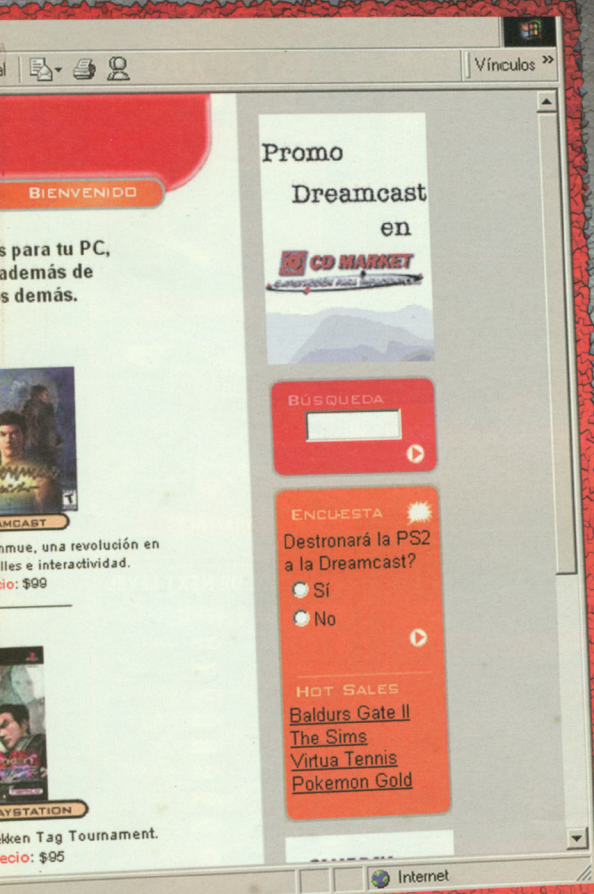 Vínculos »
BIENVENIDO
s para tu PC,
además de
s demás.
AMCAST
nmue, una revolución en
lles e interactividad.
cio: $99
YSTATION
ekken Tag Tournament.
ecio: $95
Promo
Dreamcast
en
CD MARKET
BÚSQUEDA
ENCUESTA
Destronará la PS2
a la Dreamcast?
Sí
No
HOT SALES
Baldurs Gate II
The Sims
Virtua Tennis
Pokemon Gold
Internet